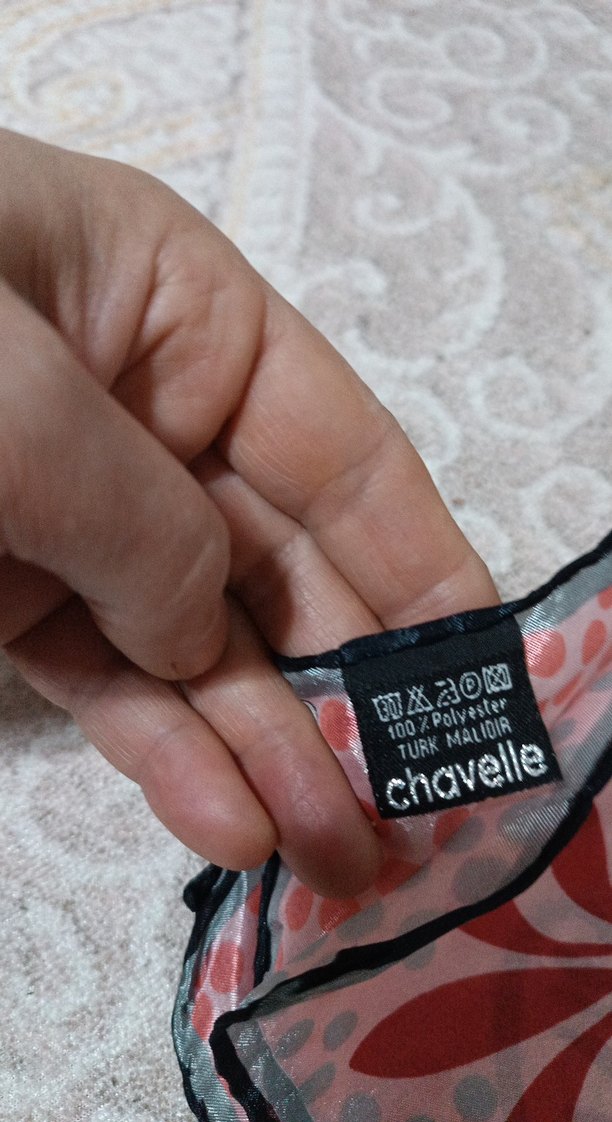 100 % Polyester
TURK MALIDIR
chavelle